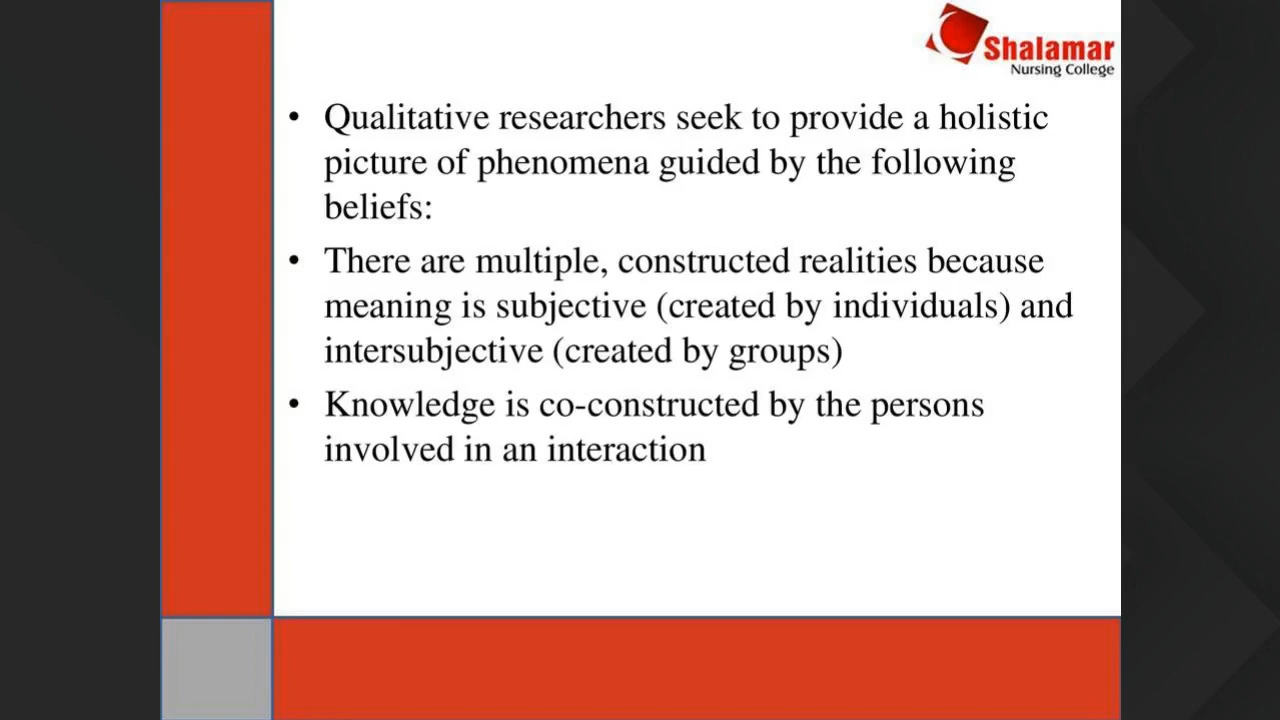 Shalamar
Nursing College
• Qualitative researchers seek to provide a holistic
picture of phenomena guided by the following
beliefs:
• There are multiple, constructed realities because
meaning is subjective (created by individuals) and
intersubjective (created by groups)
• Knowledge is co-constructed by the persons
involved in an interaction